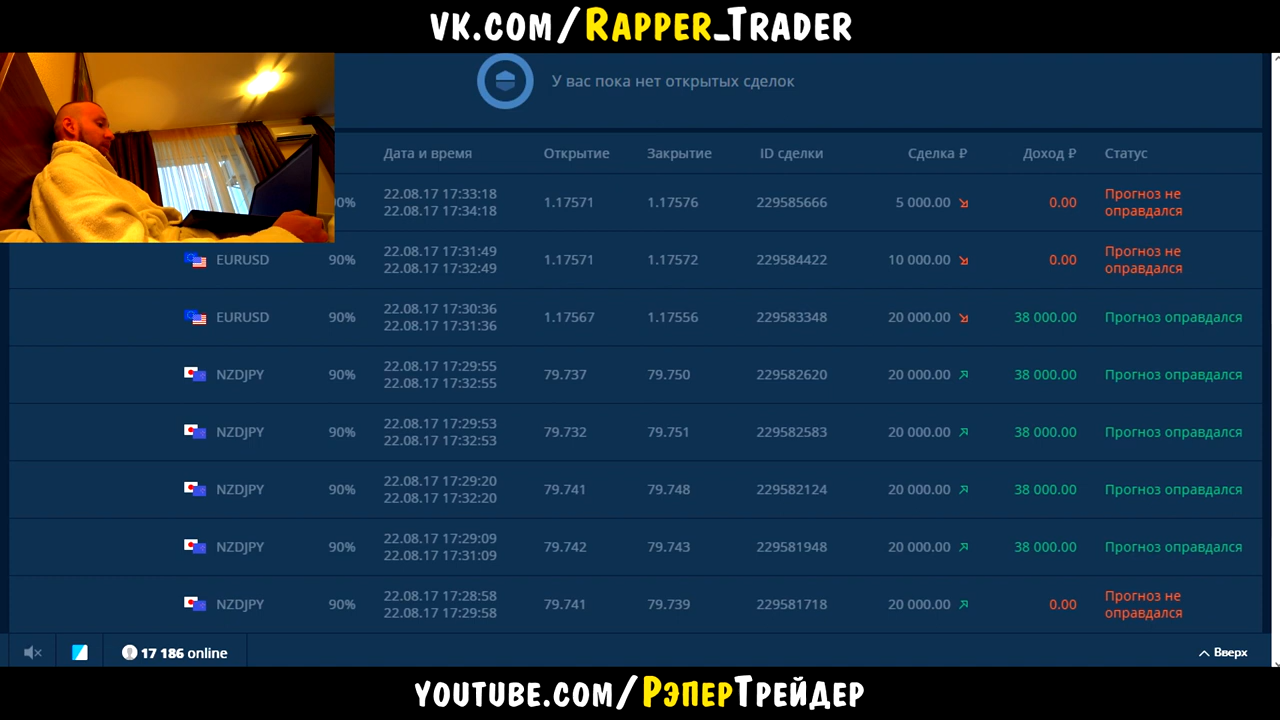 vk.com/Rapper_Trader
У вас пока нет открытых сделок
Дата и время Открытие Закрытие ID сделки Сделка ₽ Доход ₽ Статус
22.08.17 17:33:18
22.08.17 17:34:18
1.17571 1.17576 229585666 5 000.00 0.00
Прогноз не
оправдался
EURUSD 90%
22.08.17 17:31:49
22.08.17 17:32:49
1.17571 1.17572 229584422 10 000.00 0.00
Прогноз не
оправдался
EURUSD 90%
22.08.17 17:30:36
22.08.17 17:31:36
1.17567 1.17556 229583348 20 000.00 38 000.00 Прогноз оправдался
NZDJPY 90%
22.08.17 17:29:55
22.08.17 17:32:55
79.737 79.750 229582620 20 000.00 38 000.00 Прогноз оправдался
NZDJPY 90%
22.08.17 17:29:53
22.08.17 17:32:53
79.732 79.751 229582583 20 000.00 38 000.00 Прогноз оправдался
NZDJPY 90%
22.08.17 17:29:20
22.08.17 17:32:20
79.741 79.748 229582124 20 000.00 38 000.00 Прогноз оправдался
NZDJPY 90%
22.08.17 17:29:09
22.08.17 17:31:09
79.742 79.743 229581948 20 000.00 38 000.00 Прогноз оправдался
NZDJPY 90%
22.08.17 17:28:58
22.08.17 17:29:58
79.741 79.739 229581718 20 000.00 0.00
Прогноз не
оправдался
17 186 online
Вверх
youtube.com/РэперТрейдер